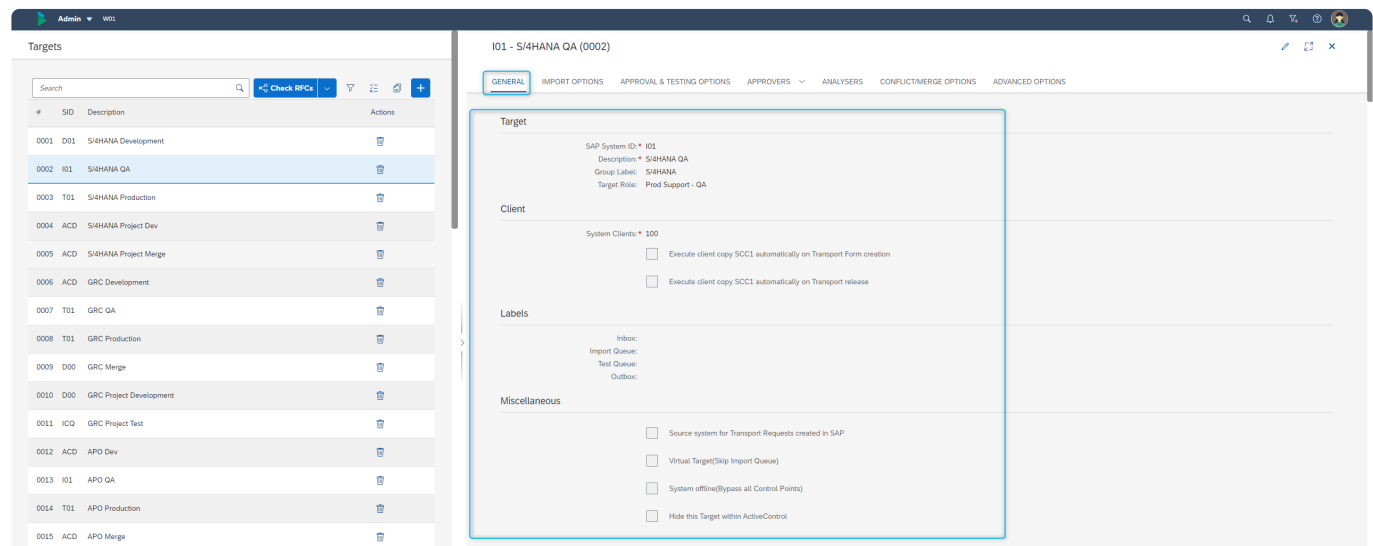 Admin W01
Targets
Search
Check RFCs
# SID Description Actions
0001 D01 S/4HANA Development
0002 I01 S/4HANA QA
0003 T01 S/4HANA Production
0004 ACD S/4HANA Project Dev
0005 ACD S/4HANA Project Merge
0006 ACD GRC Development
0007 T01 GRC QA
0008 T01 GRC Production
0009 D00 GRC Merge
0010 D00 GRC Project Development
0011 ICQ GRC Project Test
0012 ACD APO Dev
0013 I01 APO QA
0014 T01 APO Production
0015 ACD APO Merge
I01 - S/4HANA QA (0002)
GENERAL IMPORT OPTIONS APPROVAL & TESTING OPTIONS APPROVERS ANALYSERS CONFLICT/MERGE OPTIONS ADVANCED OPTIONS
Target
SAP System ID:* I01
Description:* S/4HANA QA
Group Label: S/4HANA
Target Role: Prod Support - QA
Client
System Clients:* 100
Execute client copy SCC1 automatically on Transport Form creation
Execute client copy SCC1 automatically on Transport release
Labels
Inbox:
Import Queue:
Test Queue:
Outbox:
Miscellaneous
Source system for Transport Requests created in SAP
Virtual Target(Skip Import Queue)
System offline(Bypass all Control Points)
Hide this Target within ActiveControl